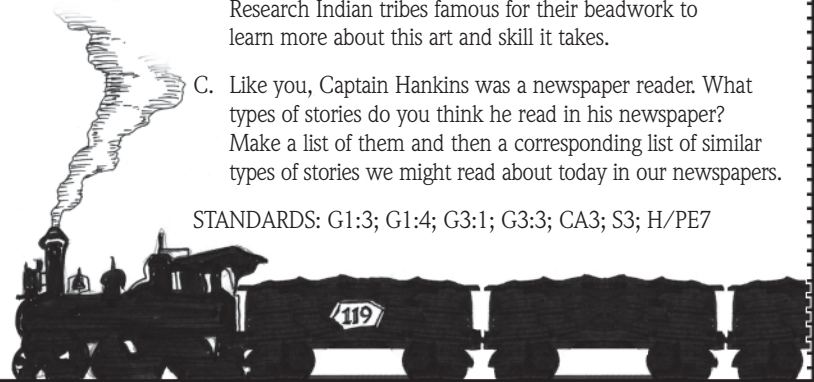 Research Indian tribes famous for their beadwork to
learn more about this art and skill it takes.
C. Like you, Captain Hankins was a newspaper reader. What
types of stories do you think he read in his newspaper?
Make a list of them and then a corresponding list of similar
types of stories we might read about today in our newspapers.
STANDARDS: G1:3; G1:4; G3:1; G3:3; CA3; S3; H/PE7
119